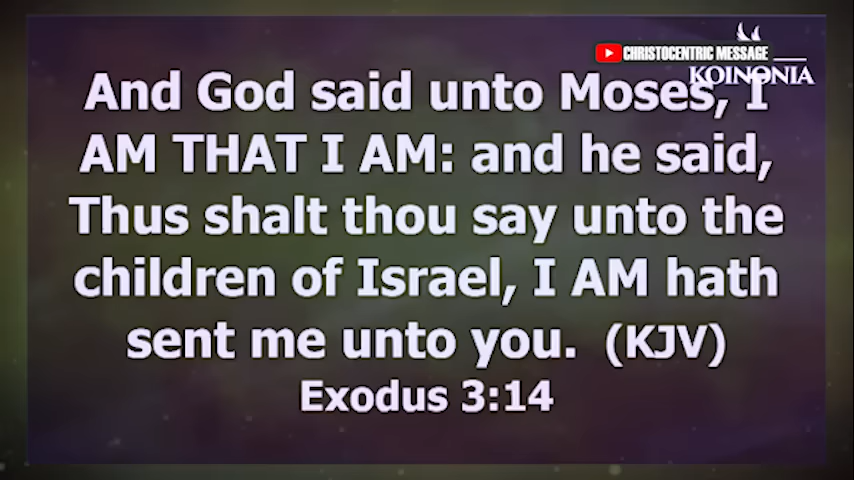 CHRISTOCENTRIC MESSAGE
KOINONIA
And God said unto Moses, I
AM THAT I AM: and he said,
Thus shalt thou say unto the
children of Israel, I AM hath
sent me unto you. (KJV)
Exodus 3:14